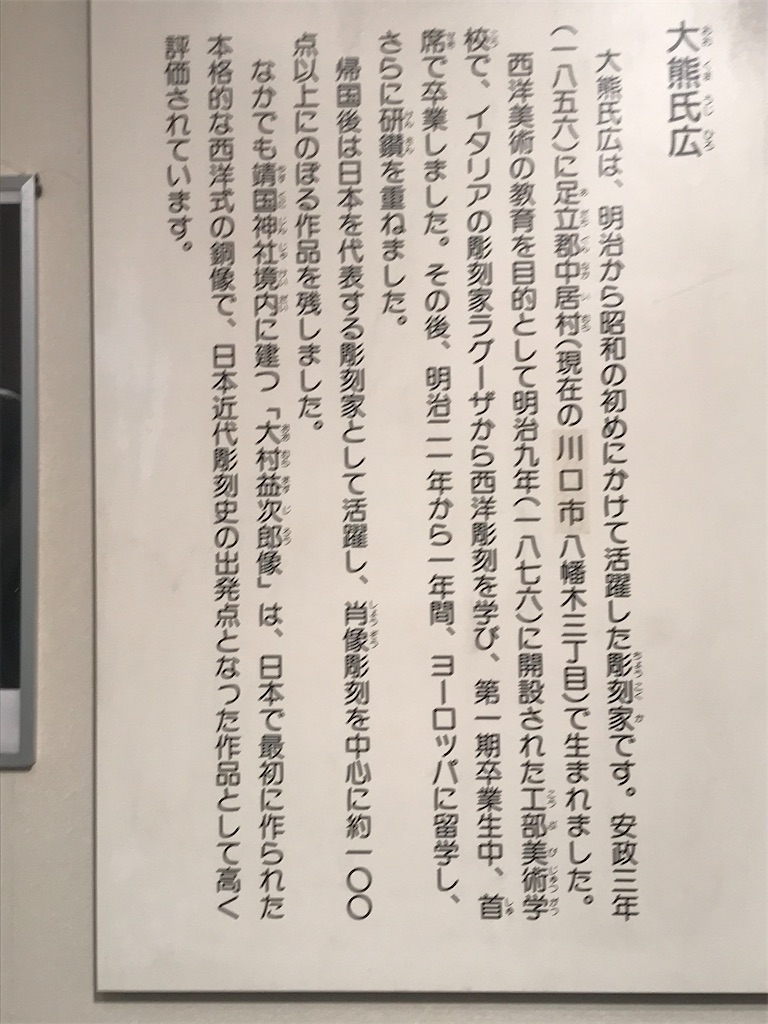 大熊氏広
大熊氏広は、明治から昭和の初めにかけて活躍した彫刻家です。安政三年
(一八五六)に足立郡中居村(現在の川口市八幡木三丁目)で生まれました。
西洋美術の教育を目的として明治九年(一八七六)に開設された工部美術学
校で、イタリアの彫刻家ラグーザから西洋彫刻を学び、第一期卒業生中、首
席で卒業しました。その後、明治二一年から一年間、ヨーロッパに留学し、
さらに研鑽を重ねました。
帰国後は日本を代表する彫刻家として活躍し、肖像彫刻を中心に約一〇〇
点以上にのぼる作品を残しました。
なかでも靖国神社境内に建つ「大村益次郎像」は、日本で最初に作られた
本格的な西洋式の銅像で、日本近代彫刻史の出発点となった作品として高く
評価されています。